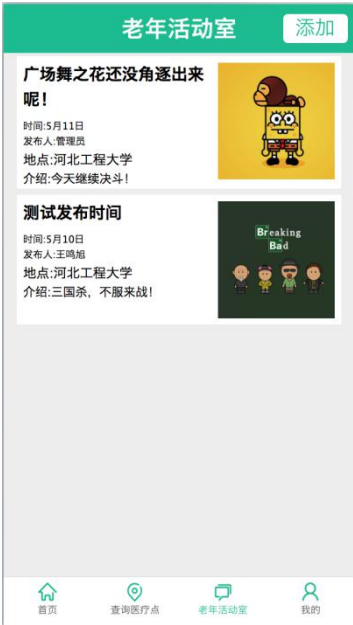 老年活动室
添加
广场舞之花还没角逐出来
呢！
时间:5月11日
发布人:管理员
地点:河北工程大学
介绍:今天继续决斗！
测试发布时间
时间:5月10日
发布人:王鸣旭
地点:河北工程大学
介绍:三国杀，不服来战！
Breaking
Bad
首页
查询医疗点
老年活动室
我的